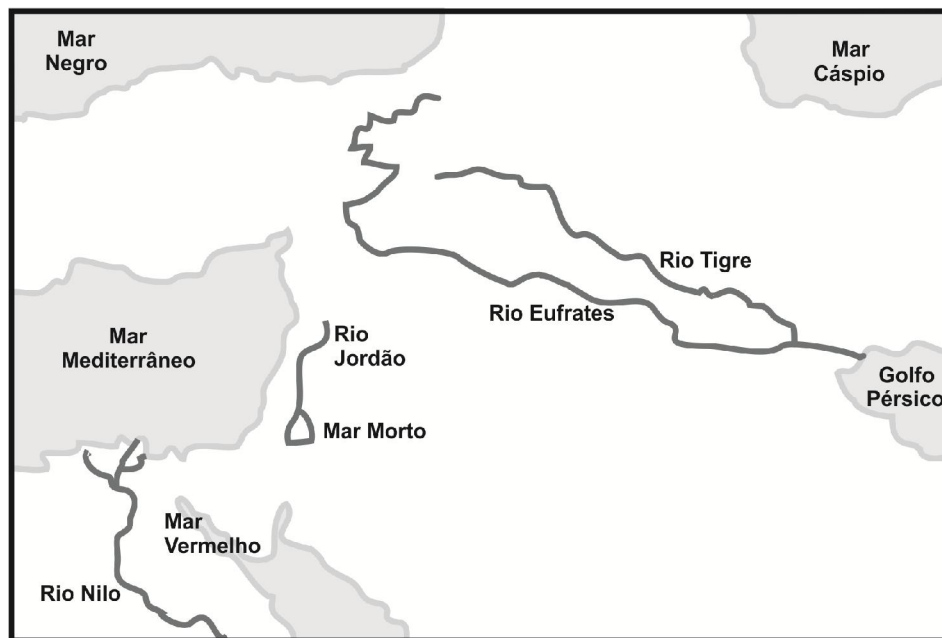 Mar
Negro
Mar
Cáspio
Rio Tigre
Rio Eufrates
Mar
Mediterrâneo
Rio
Jordão
Golfo
Pérsico
Mar Morto
Mar
Vermelho
Rio Nilo